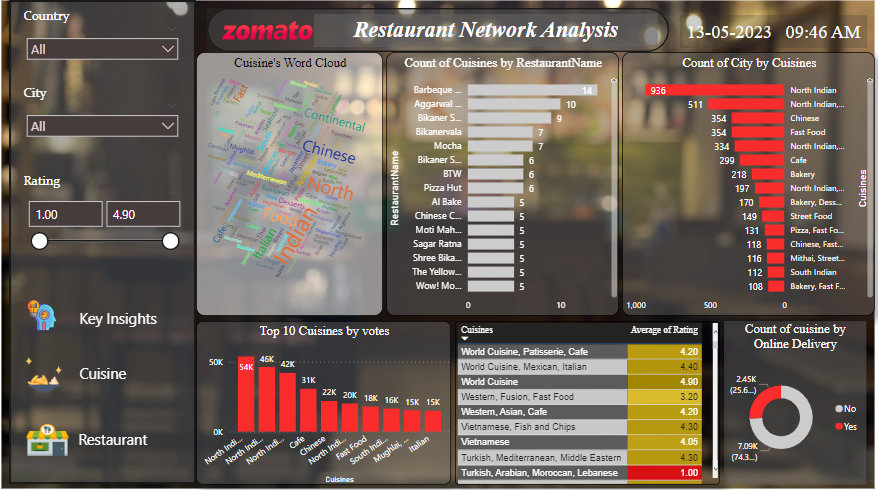 Country
All
City
All
Rating
1.00 4.90
Key Insights
Cuisine
Restaurant
zomato
Restaurant Network Analysis
13-05-2023 09:46 AM
Cuisine's Word Cloud
Fast
Continental
Chinese
Mughlai
Mediterranean
North
Desserts
Food
Cafe
Italian
Indian
Count of Cuisines by RestaurantName
RestaurantName
Barbeque ... 14
Aggarwal ... 10
Bikaner S... 9
Bikanervala 7
Mocha 7
Bikaner S... 6
BTW 6
Pizza Hut 6
Al Bake 5
Chinese C... 5
Moti Mah... 5
Sagar Ratna 5
Shree Bika... 5
The Yellow... 5
Wow! Mo... 5
0 10
Count of City by Cuisines
936 North Indian
511 North Indian,...
354 Chinese
354 Fast Food
334 North Indian,...
299 Cafe
218 Bakery
197 North Indian,...
170 Bakery, Dess...
149 Street Food
131 Pizza, Fast Fo...
118 Chinese, Fast...
116 Mithai, Street...
112 South Indian
108 Bakery, Fast F...
1,000 500 0
Cuisines
Top 10 Cuisines by votes
50K
0K
54K 46K 42K 31K 22K 20K 18K 16K 15K 15K
North Indi... North Indi... North Indi... Cafe Chinese North Indi... Fast Food South Indi... Mughlai, ... Italian
Cuisines
Cuisines Average of Rating
World Cuisine, Patisserie, Cafe 4.20
World Cuisine, Mexican, Italian 4.40
World Cuisine 4.90
Western, Fusion, Fast Food 3.20
Western, Asian, Cafe 4.20
Vietnamese, Fish and Chips 4.30
Vietnamese 4.05
Turkish, Mediterranean, Middle Eastern 4.30
Turkish, Arabian, Moroccan, Lebanese 1.00
Count of cuisine by
Online Delivery
2.45K
(25.6...)
7.09K
(74.3...)
No
Yes